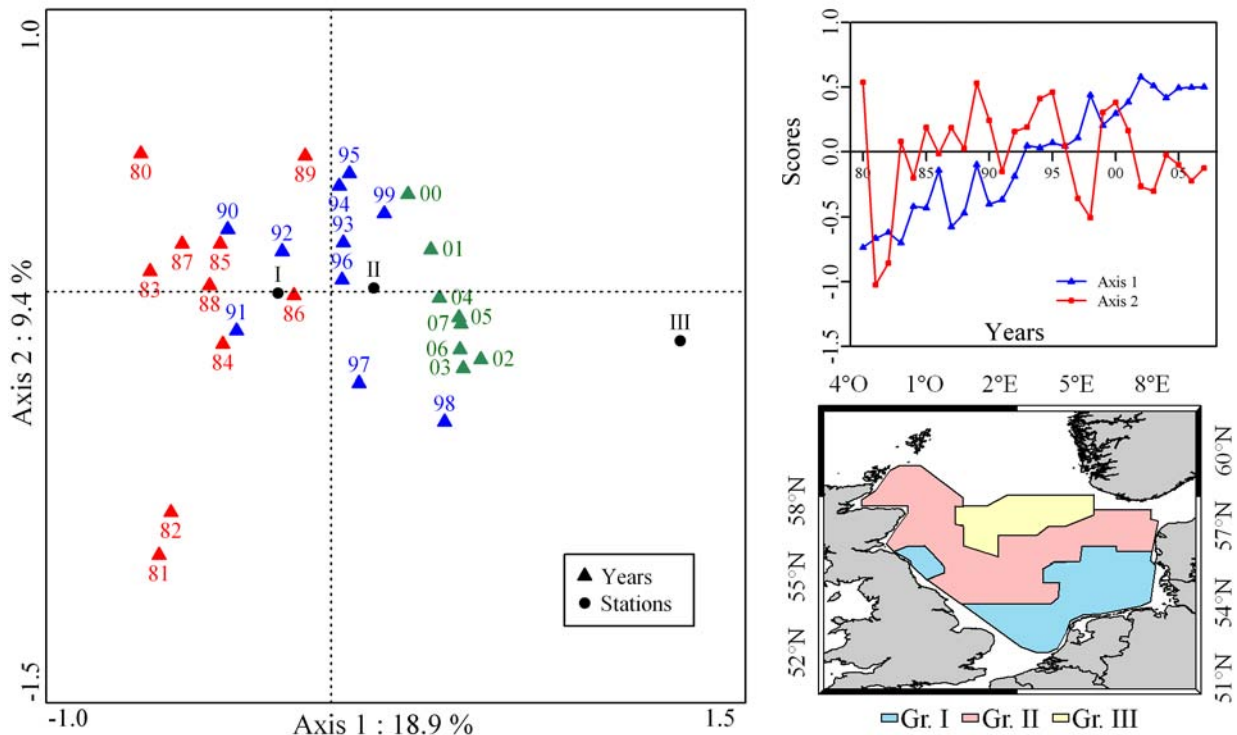 1.0
Axis 2 : 9.4 %
-1.5
-1.0
Axis 1 : 18.9 %
1.5
80
89
95
94
99
00
90
92
93
01
87
85
I
II
96
83
88
86
04
91
07
05
III
84
06
02
03
97
98
82
81
Years
Stations
1.0
0.5
0.0
-0.5
-1.0
-1.5
Scores
80
85
90
95
00
05
Axis 1
Axis 2
Years
4°O
1°O
2°E
5°E
8°E
58°N
55°N
52°N
60°N
57°N
54°N
51°N
Gr. I
Gr. II
Gr. III